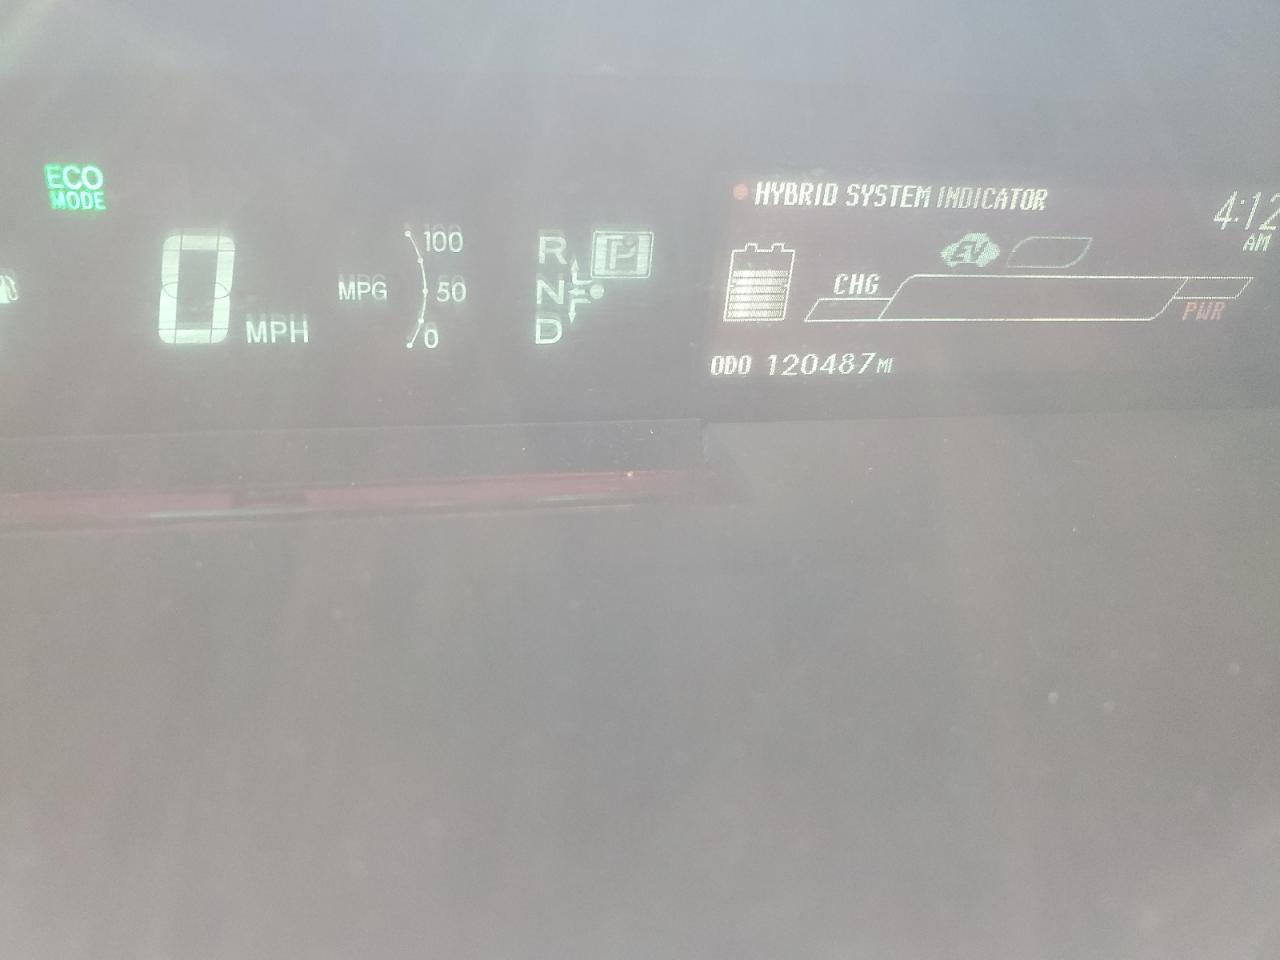 ECO
MODE
0 MPH
MPG
100
50
0
R
N
D
P
HYBRID SYSTEM INDICATOR
4:12
AM
EV
CHG
PWR
ODO 120487 MI